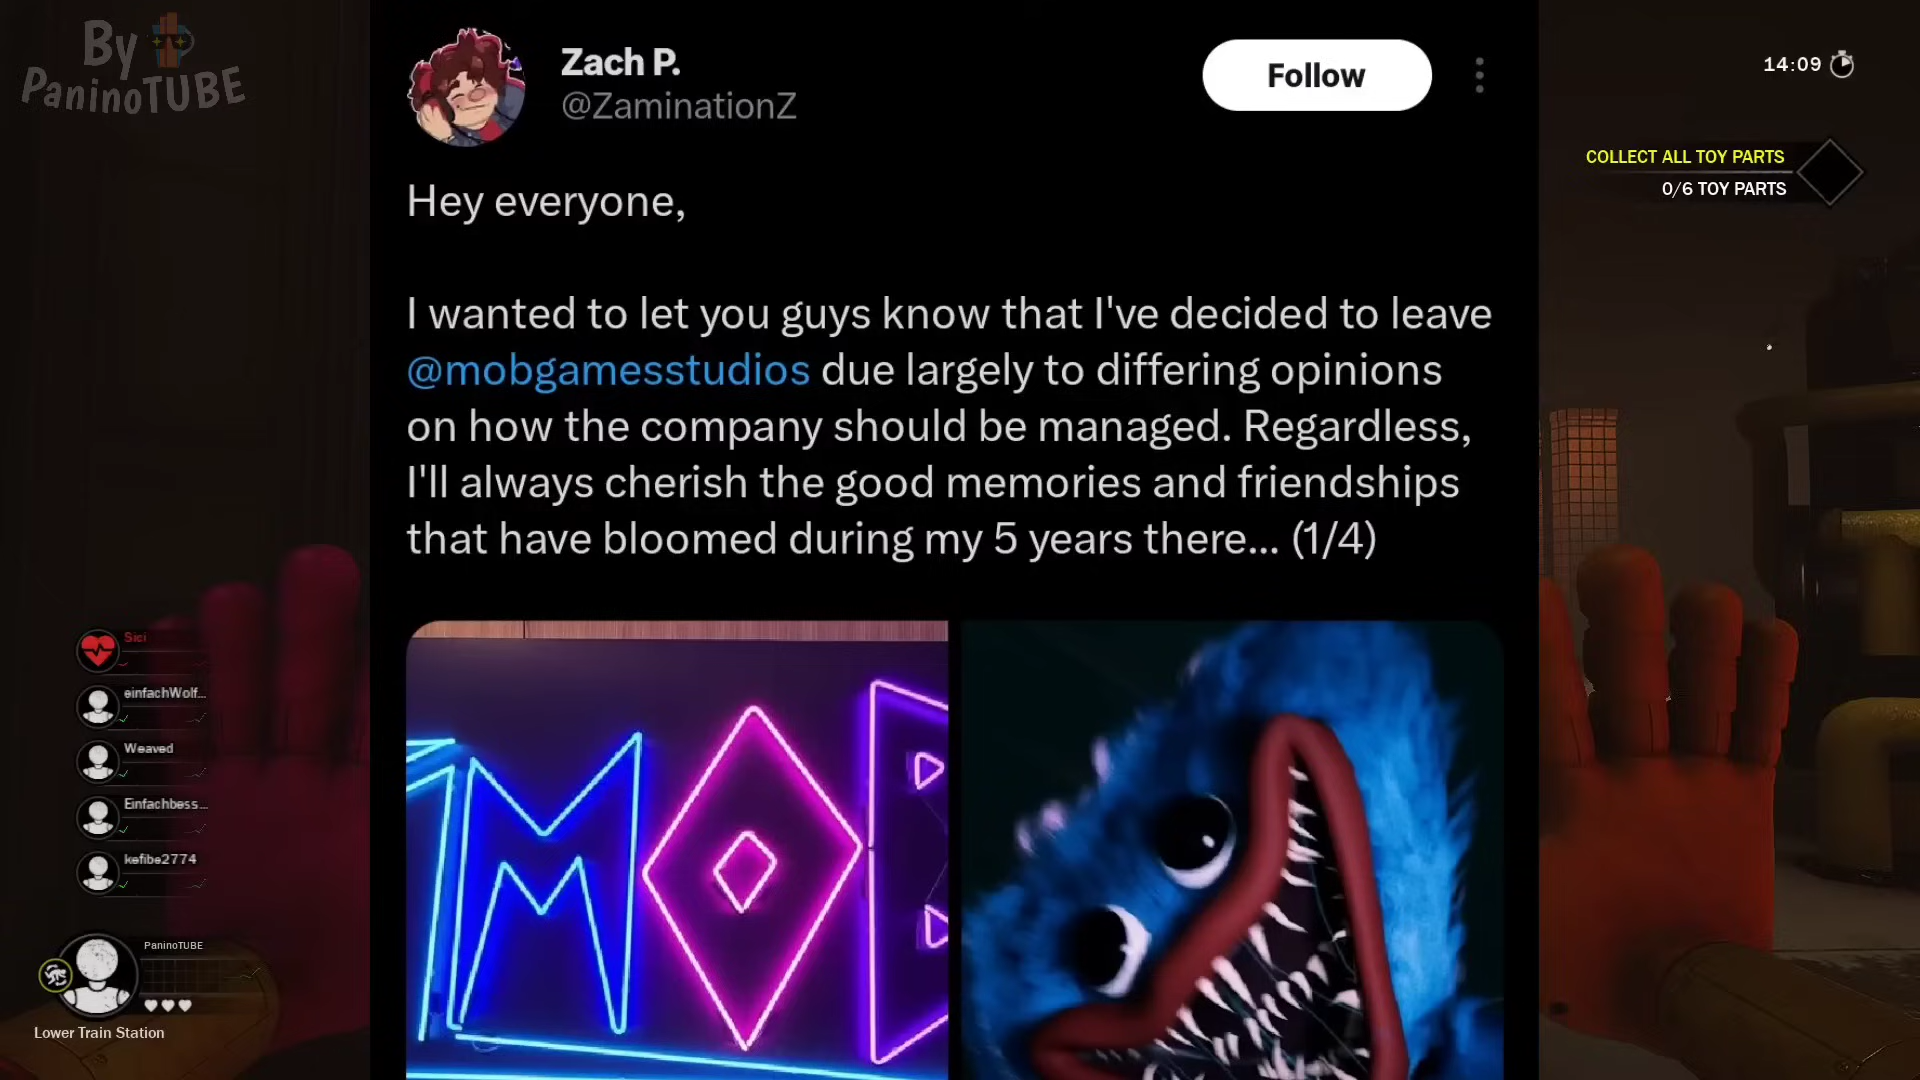 By
PaninoTUBE
Zach P.
@ZaminationZ
Follow
14:09
COLLECT ALL TOY PARTS
0/6 TOY PARTS
Hey everyone,
I wanted to let you guys know that I've decided to leave
@mobgamesstudios due largely to differing opinions
on how the company should be managed. Regardless,
I'll always cherish the good memories and friendships
that have bloomed during my 5 years there... (1/4)
MOB
Sici
einfachWolf...
Weaved
Einfachbess...
kefibe2774
PaninoTUBE
Lower Train Station